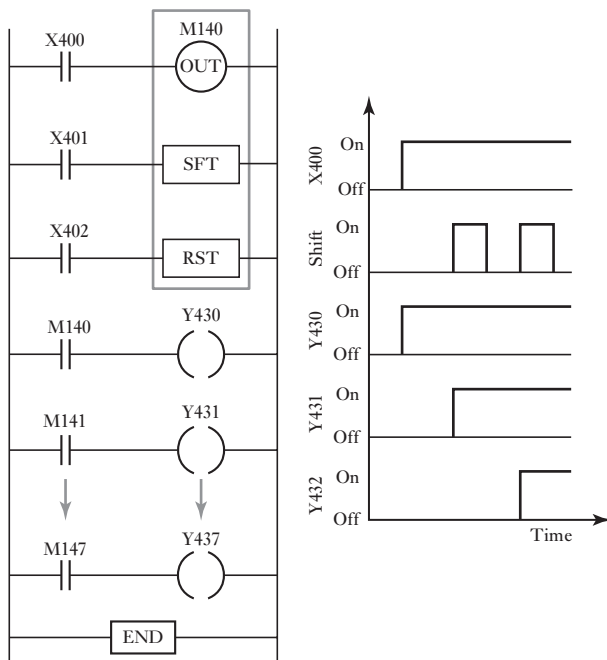 X400
M140
OUT
X401
SFT
X402
RST
M140
Y430
M141
Y431
M147
Y437
END
X400
On
Off
Shift
On
Off
Y430
On
Off
Y431
On
Off
Y432
On
Off
Time